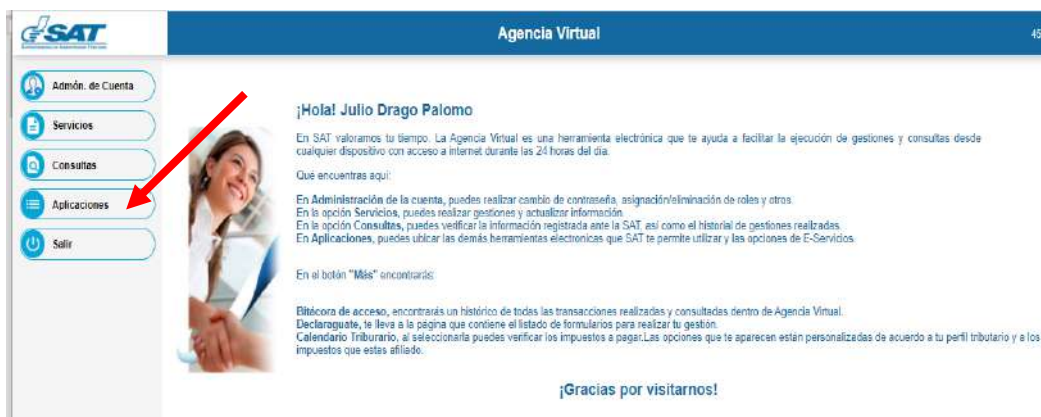 SAT
Agencia Virtual
45
Admón. de Cuenta
Servicios
Consultas
Aplicaciones
Salir
¡Hola! Julio Drago Palomo
En SAT valoramos tu tiempo. La Agencia Virtual es una herramienta electrónica que te ayuda a facilitar la ejecución de gestiones y consultas desde
cualquier dispositivo con acceso a internet durante las 24 horas del día.
Qué encuentras aquí:
En Administración de la cuenta, puedes realizar cambio de contraseña, asignación/eliminación de roles y otros.
En la opción Servicios, puedes realizar gestiones y actualizar información.
En la opción Consultas, puedes verificar la información registrada ante la SAT, así como el historial de gestiones realizadas.
En Aplicaciones, puedes ubicar las demás herramientas electronicas que SAT te permite utilizar y las opciones de E-Servicios.
En el botón "Más" encontrarás:
Bitácora de acceso, encontrarás un histórico de todas las transacciones realizadas y consultadas dentro de Agencia Virtual.
Declaraguate, te lleva a la página que contiene el listado de formularios para realizar tu gestión.
Calendario Triburario, al seleccionarla puedes verificar los impuestos a pagar.Las opciones que te aparecen están personalizadas de acuerdo a tu perfil tributario y a los
impuestos que estas afiliado.
¡Gracias por visitarnos!